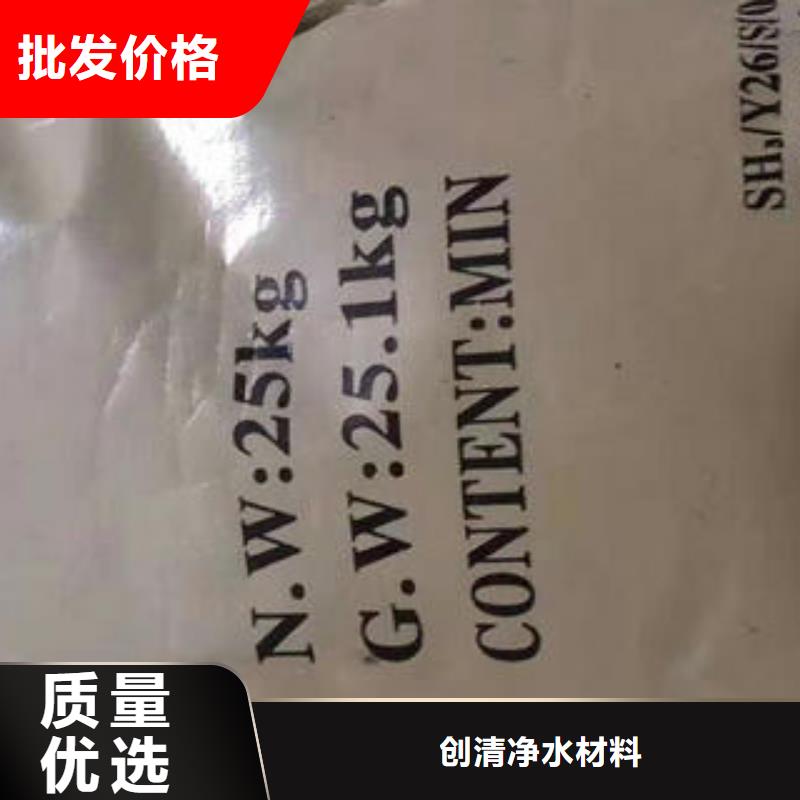 批发价格
N.W:25kg
G.W:25.1kg
CONTENT:MIN
质量
优选
创清净水材料